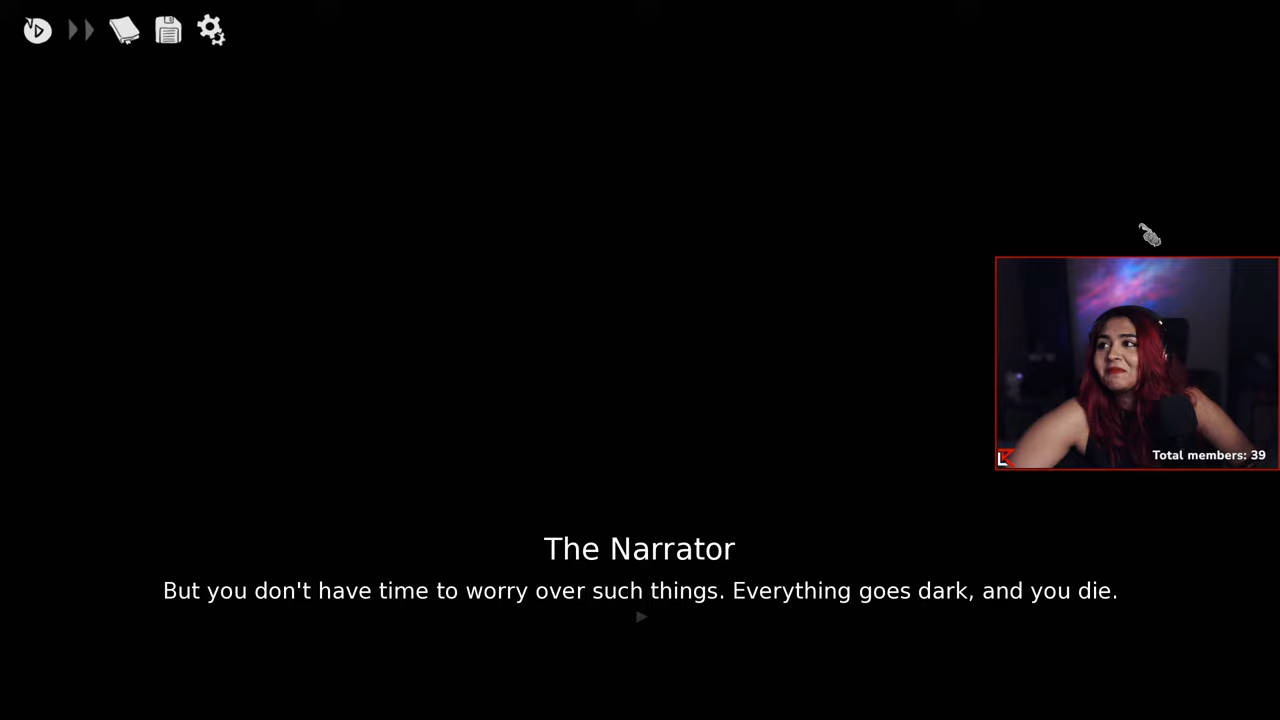 Total members: 39
The Narrator
But you don't have time to worry over such things. Everything goes dark, and you die.